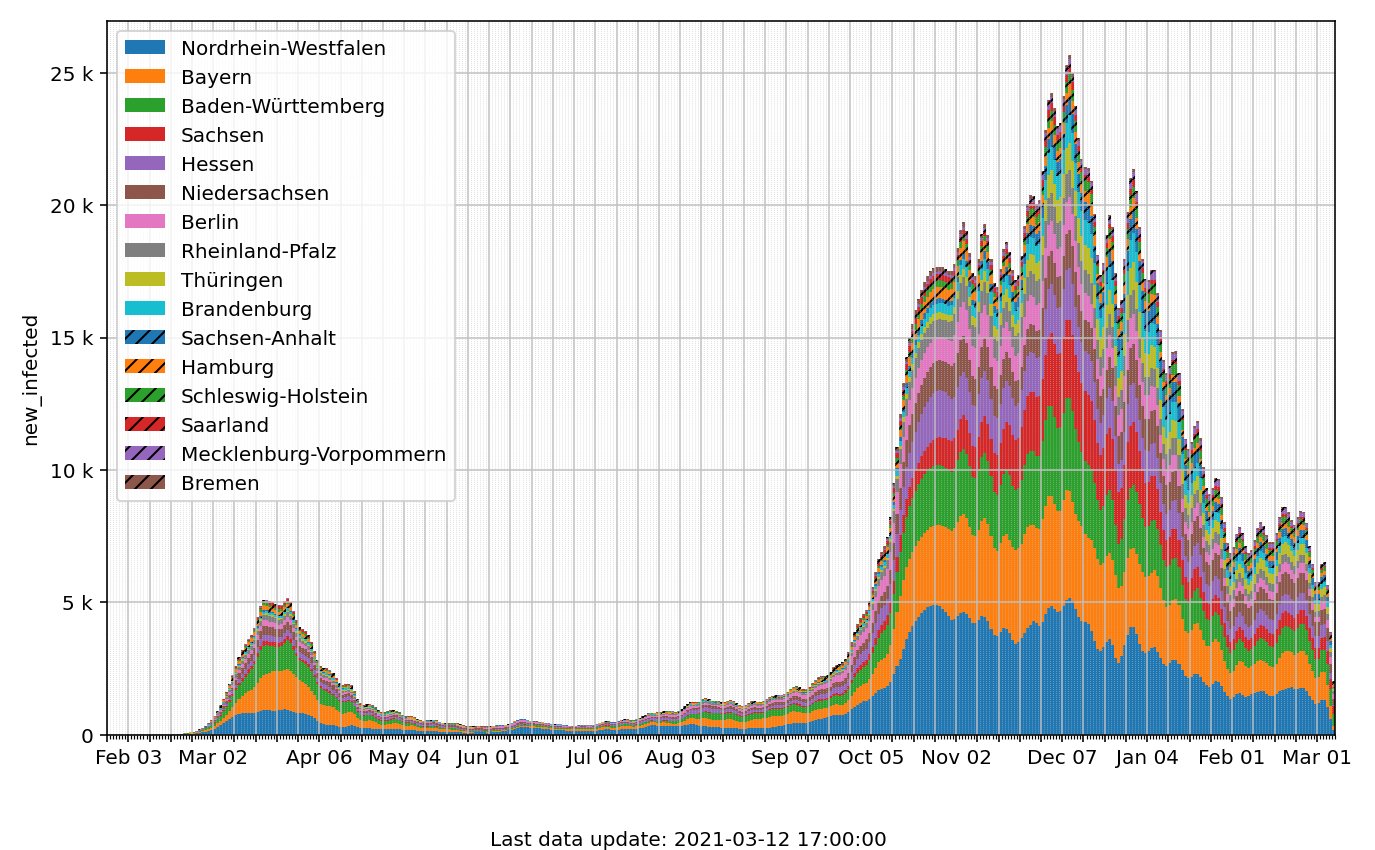 Nordrhein-Westfalen
Bayern
Baden-Württemberg
Sachsen
Hessen
Niedersachsen
Berlin
Rheinland-Pfalz
Thüringen
Brandenburg
Sachsen-Anhalt
Hamburg
Schleswig-Holstein
Saarland
Mecklenburg-Vorpommern
Bremen
25 k
20 k
15 k
10 k
5 k
0
new_infected
Feb 03 Mar 02 Apr 06 May 04 Jun 01 Jul 06 Aug 03 Sep 07 Oct 05 Nov 02 Dec 07 Jan 04 Feb 01 Mar 01
Last data update: 2021-03-12 17:00:00